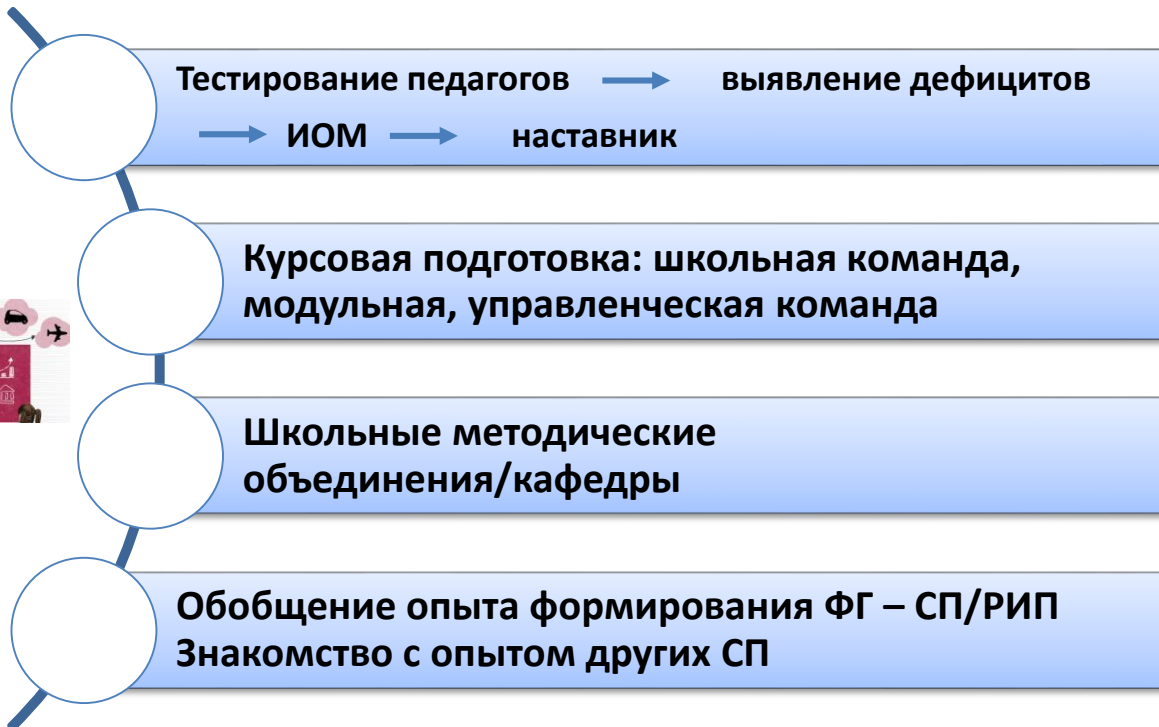 Тестирование педагогов выявление дефицитов
ИОМ наставник
Курсовая подготовка: школьная команда,
модульная, управленческая команда
Школьные методические
объединения/кафедры
Обобщение опыта формирования ФГ – СП/РИП
Знакомство с опытом других СП